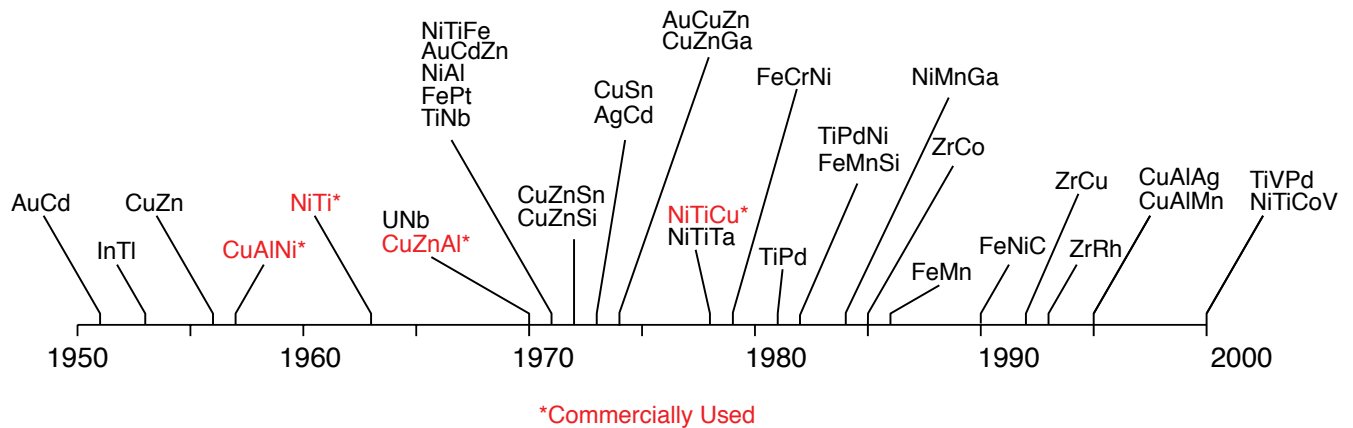 AuCd
InTl
CuZn
CuAlNi*
NiTi*
UNb
CuZnAl*
NiTiFe
AuCdZn
NiAl
FePt
TiNb
CuZnSn
CuZnSi
CuSn
AgCd
AuCuZn
CuZnGa
NiTiCu*
NiTiTa
FeCrNi
TiPd
TiPdNi
FeMnSi
NiMnGa
ZrCo
FeMn
FeNiC
ZrCu
ZrRh
CuAlAg
CuAlMn
TiVPd
NiTiCoV
1950
1960
1970
1980
1990
2000
*Commercially Used